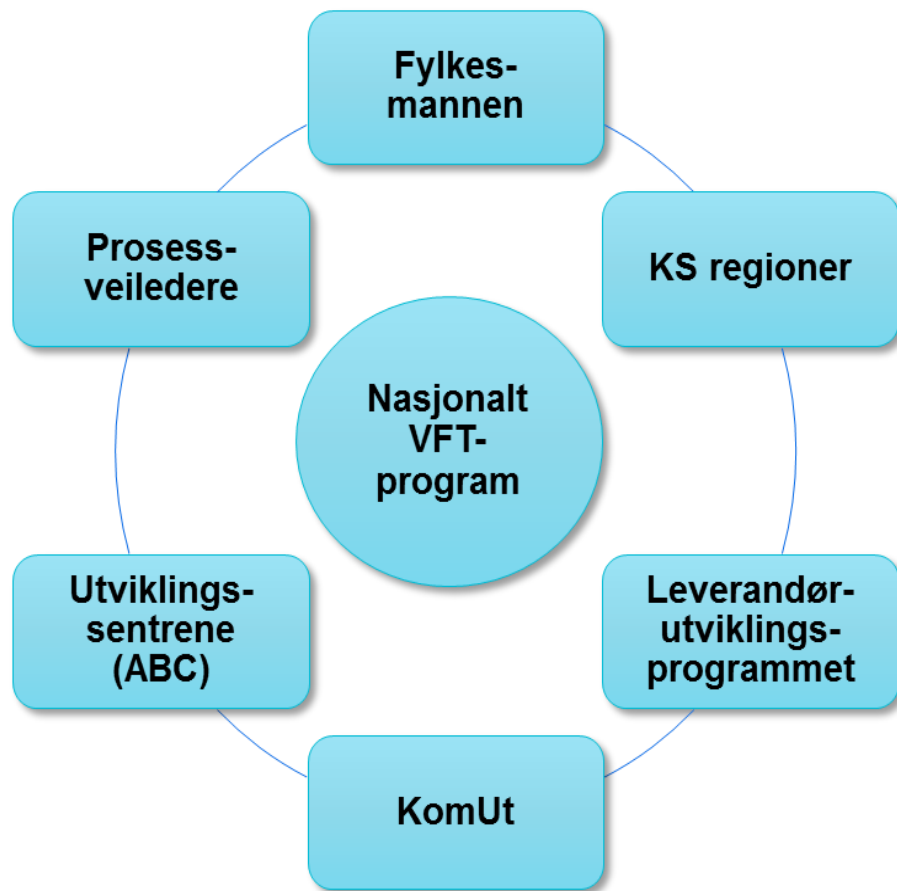 Fylkes-
mannen
KS regioner
Leverandør-
utviklings-
programmet
KomUt
Utviklings-
sentrene
(ABC)
Prosess-
veiledere
Nasjonalt
VFT-
program